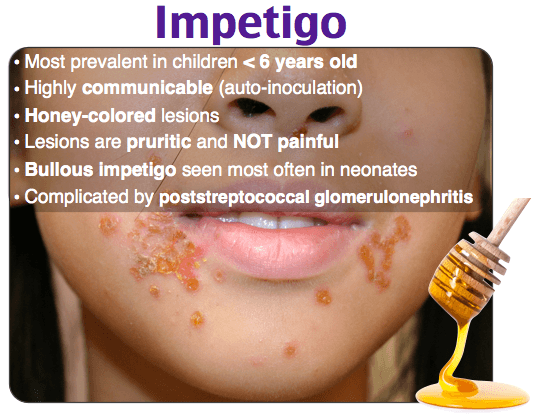 Impetigo
• Most prevalent in children < 6 years old
• Highly communicable (auto-inoculation)
• Honey-colored lesions
• Lesions are pruritic and NOT painful
• Bullous impetigo seen most often in neonates
• Complicated by poststreptococcal glomerulonephritis